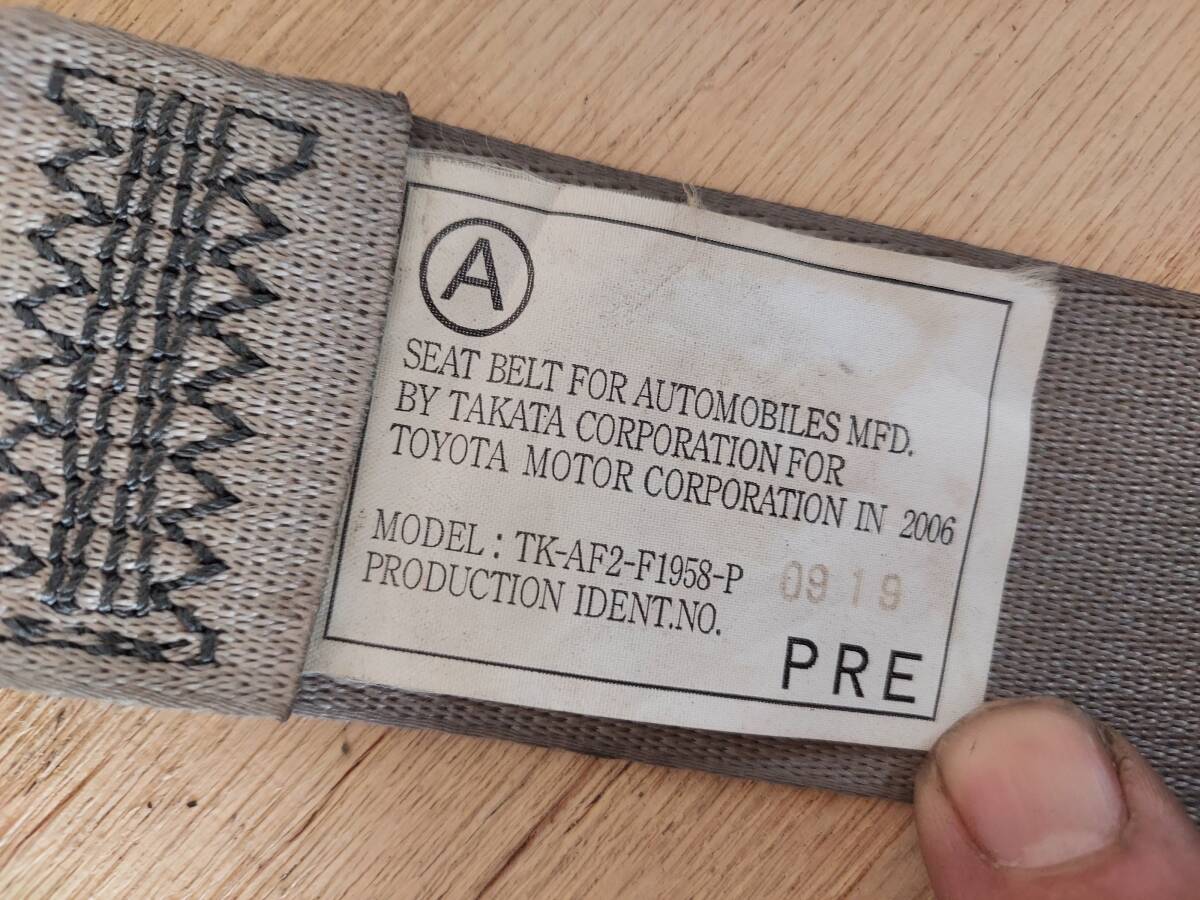 A
SEAT BELT FOR AUTOMOBILES MFD.
BY TAKATA CORPORATION FOR
TOYOTA MOTOR CORPORATION IN 2006
MODEL : TK-AF2-F1958-P 0919
PRODUCTION IDENT.NO.
PRE